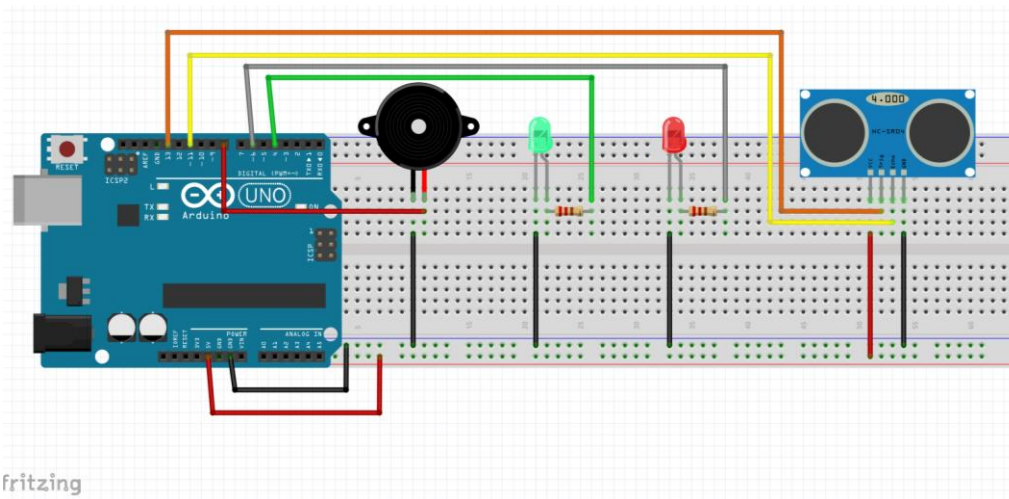 4.000
HC-SR04
Vcc
Trig
Echo
GND
RESET
ICSP2
AREF
GND
13
12
~11
~10
~9
8
7
~6
~5
4
~3
2
TX►1
RX◄0
DIGITAL (PWM~)
L
TX
RX
UNO
ON
Arduino
ICSP
1
IOREF
RESET
3V3
5V
GND
GND
VIN
POWER
ANALOG IN
A0
A1
A2
A3
A4
A5
fritzing